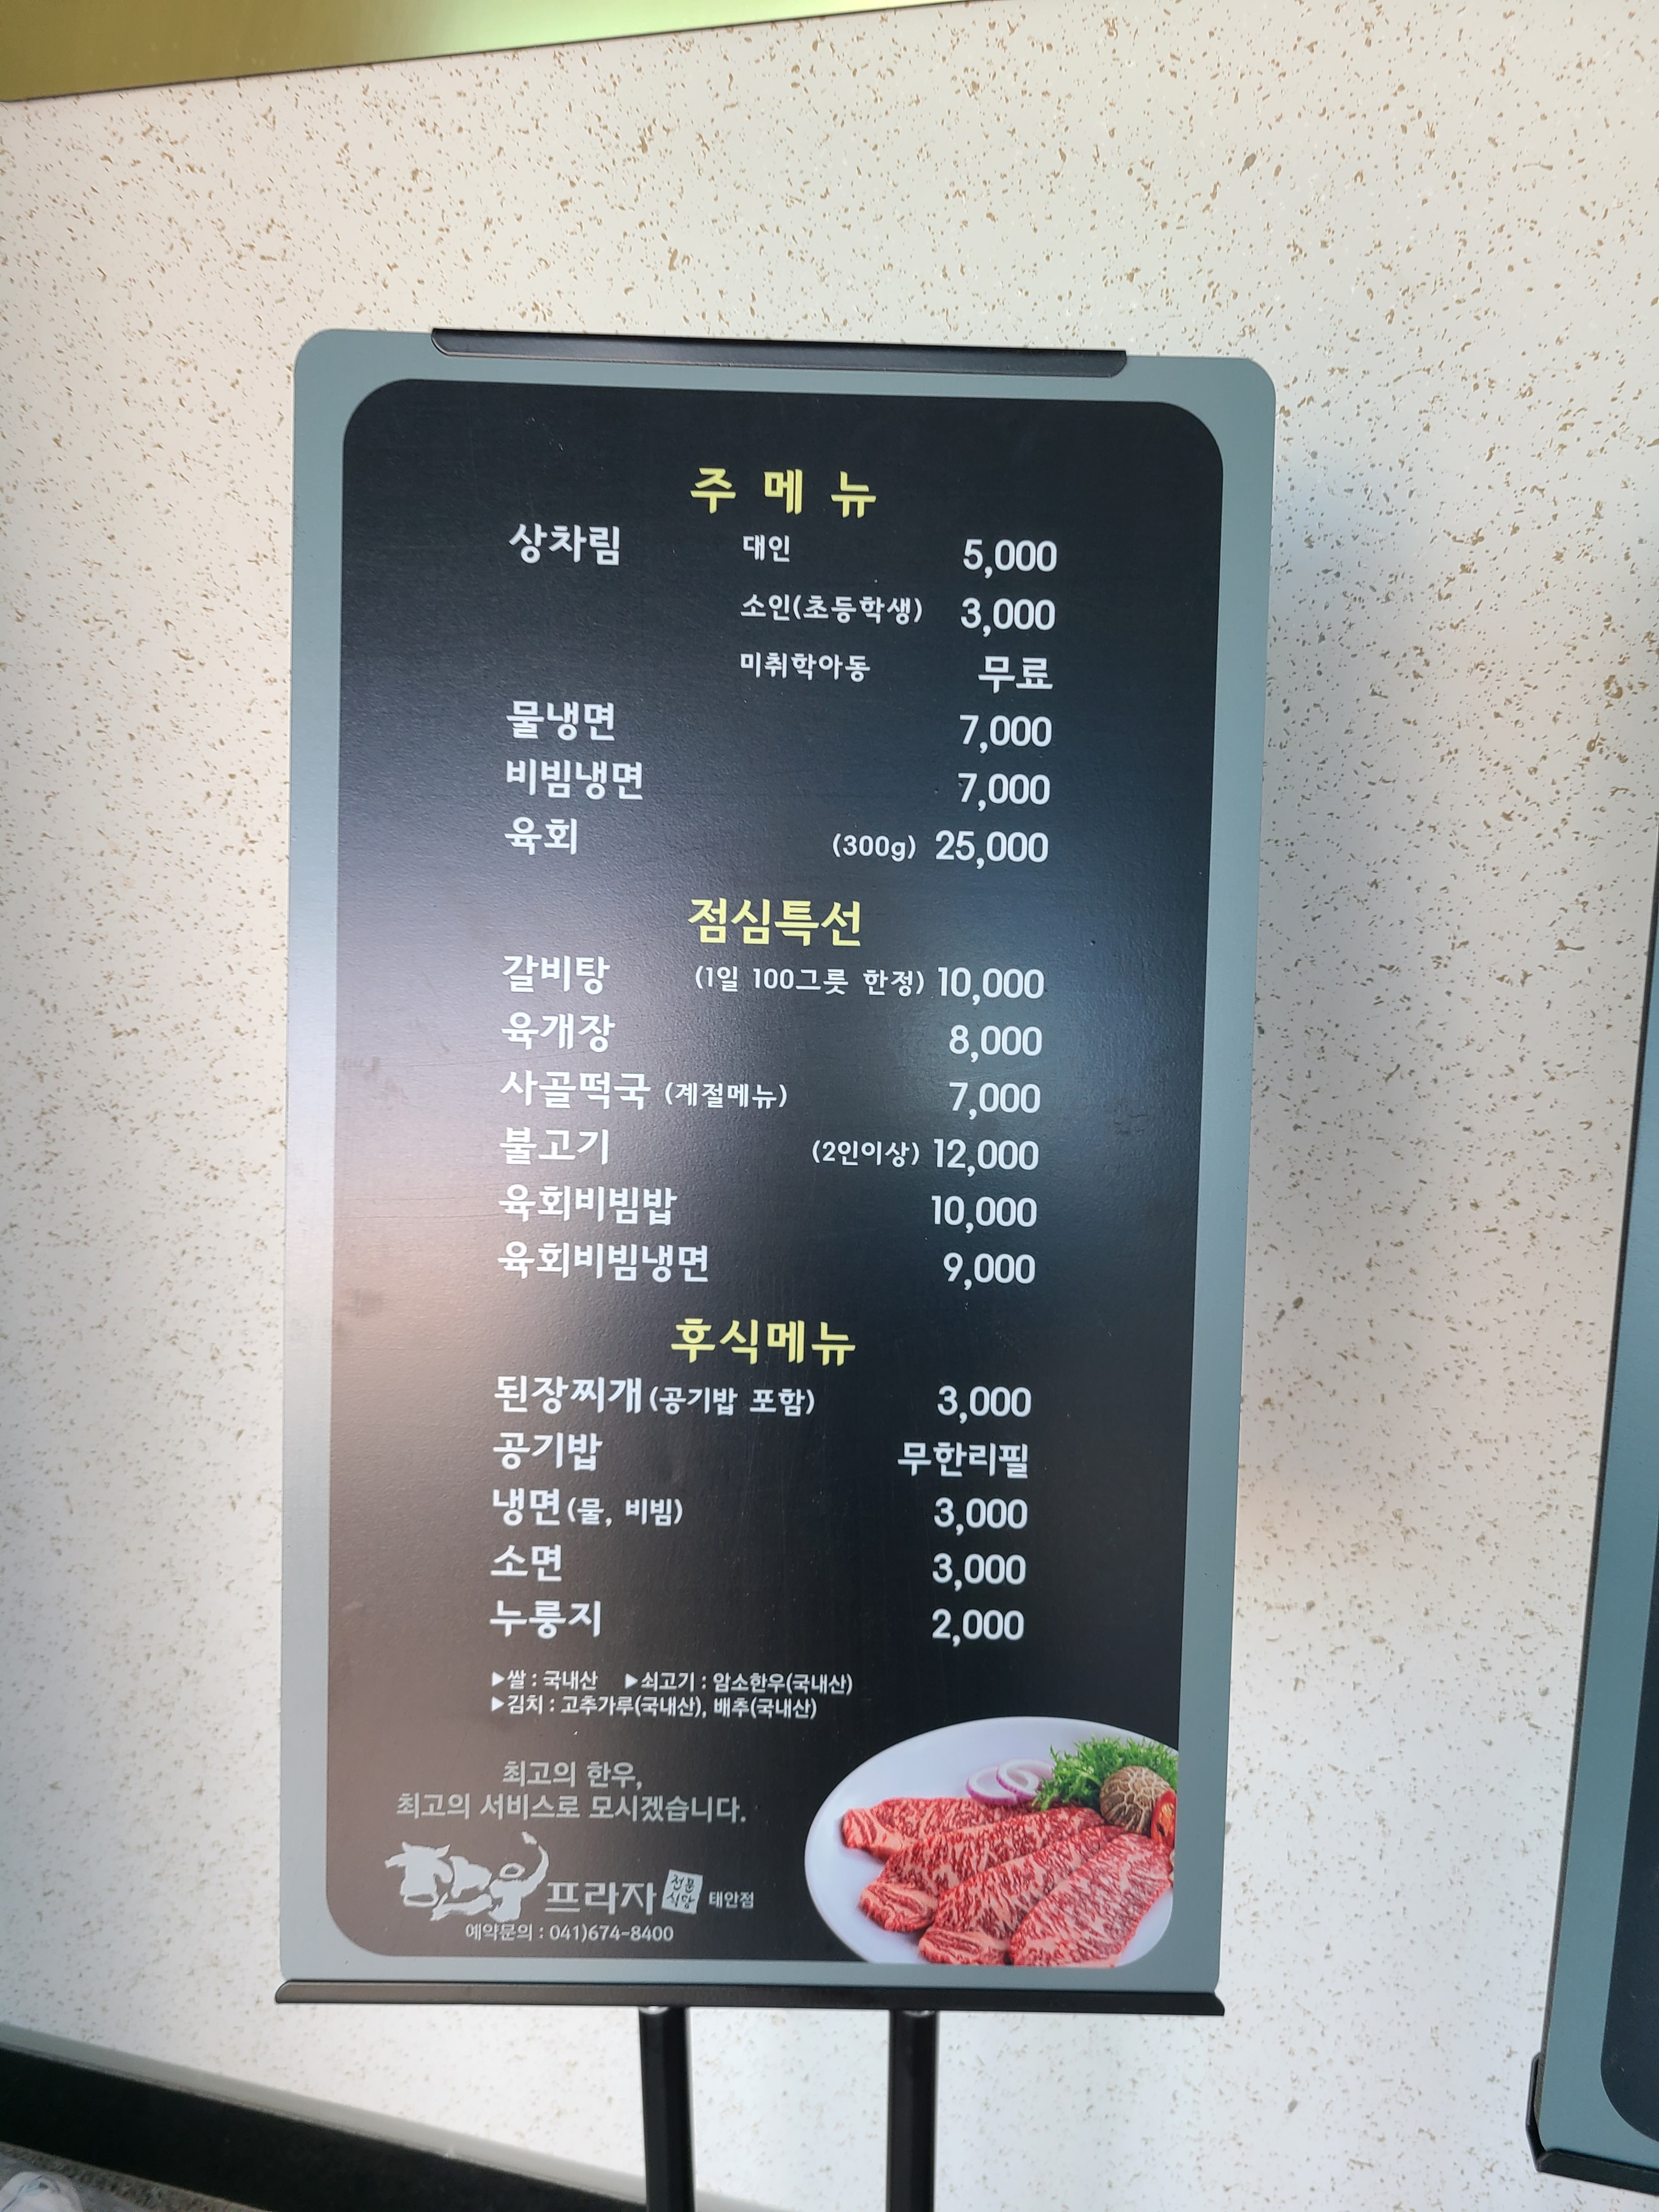 주 메 뉴
상차림 대인 5,000
소인(초등학생) 3,000
미취학아동 무료
물냉면 7,000
비빔냉면 7,000
육회 (300g) 25,000
점심특선
갈비탕 (1일 100그릇 한정) 10,000
육개장 8,000
사골떡국 (계절메뉴) 7,000
불고기 (2인이상) 12,000
육회비빔밥 10,000
육회비빔냉면 9,000
후식메뉴
된장찌개(공기밥 포함) 3,000
공기밥 무한리필
냉면(물, 비빔) 3,000
소면 3,000
누룽지 2,000
▶쌀 : 국내산 ▶쇠고기 : 암소한우(국내산)
▶김치 : 고추가루(국내산), 배추(국내산)
최고의 한우,
최고의 서비스로 모시겠습니다.
한우프라자 전문식당 태안점
예약문의 : 041)674-8400